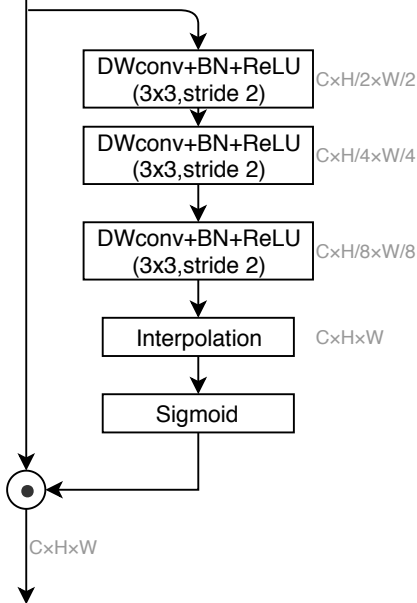 DWconv+BN+ReLU
(3x3,stride 2)
C×H/2×W/2
DWconv+BN+ReLU
(3x3,stride 2)
C×H/4×W/4
DWconv+BN+ReLU
(3x3,stride 2)
C×H/8×W/8
Interpolation
C×H×W
Sigmoid
C×H×W